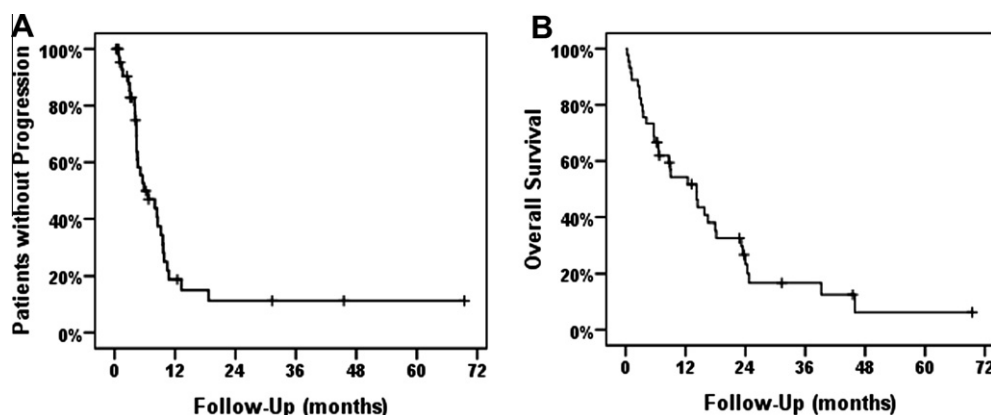 A
Patients without Progression
100%
80%
60%
40%
20%
0%
0 12 24 36 48 60 72
Follow-Up (months)
B
Overall Survival
100%
80%
60%
40%
20%
0%
0 12 24 36 48 60 72
Follow-Up (months)